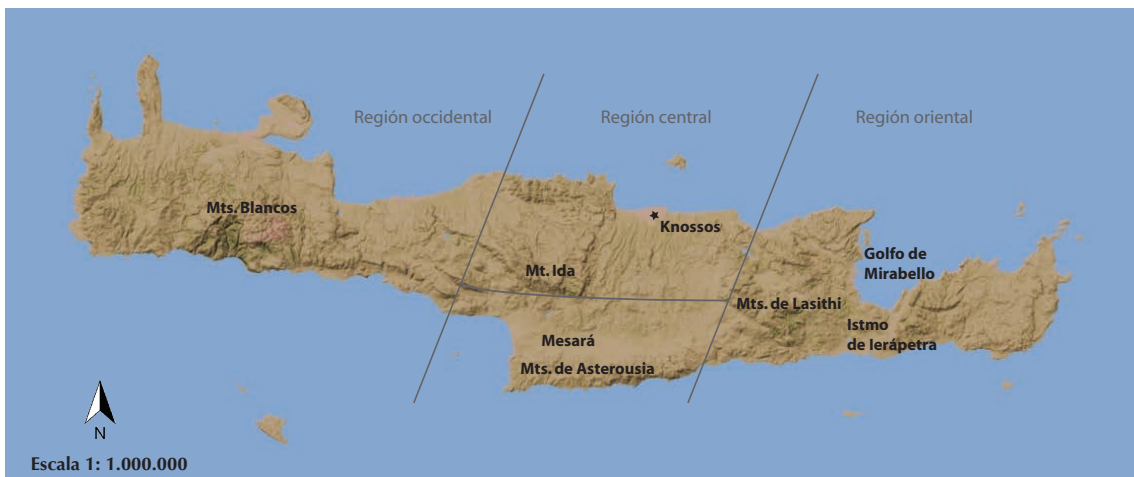 Región occidental
Región central
Región oriental
Mts. Blancos
Knossos
Golfo de
Mirabello
Mt. Ida
Mts. de Lasithi
Istmo
de Ierápetra
Mesará
Mts. de Asterousia
N
Escala 1: 1.000.000